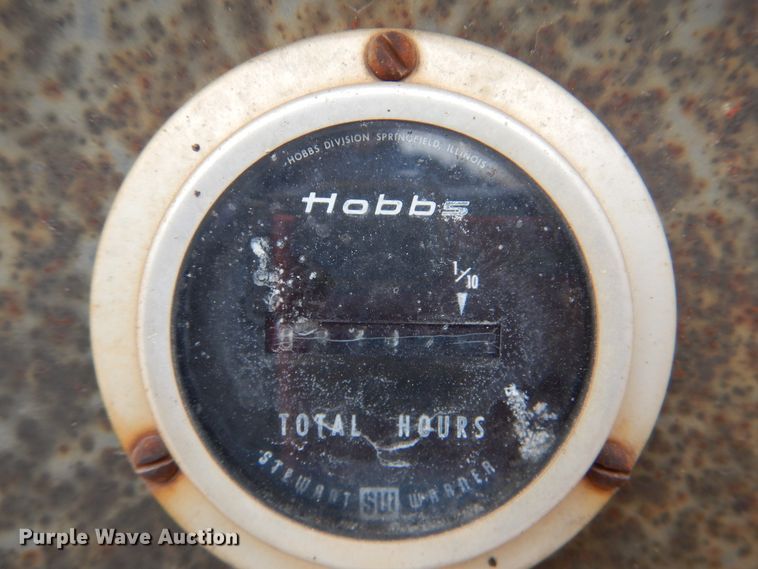 HOBBS DIVISION SPRINGFIELD, ILLINOIS
Hobbs
1/10
TOTAL HOURS
STEWART SW WARNER
Purple Wave Auction